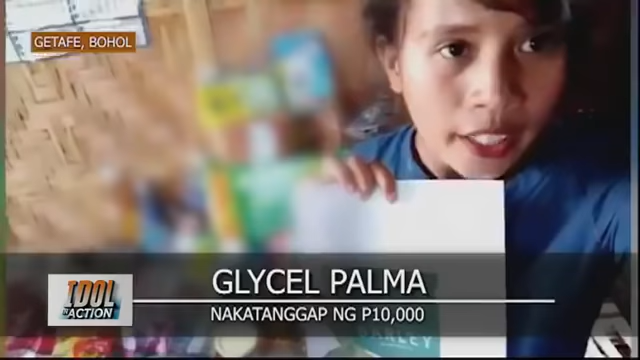 GETAFE, BOHOL
GLYCEL PALMA
IDOL
IN ACTION
NAKATANGGAP NG P10,000